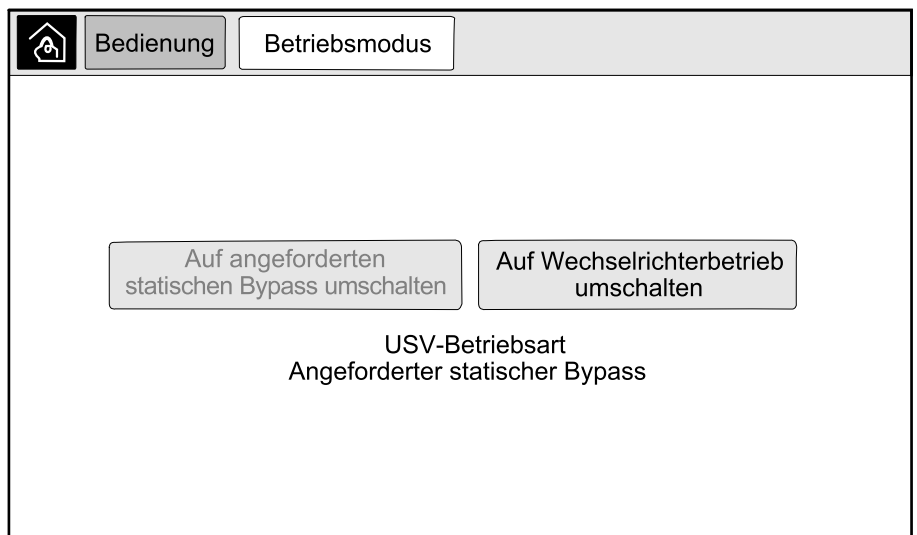 Bedienung
Betriebsmodus
Auf angeforderten
statischen Bypass umschalten
Auf Wechselrichterbetrieb
umschalten
USV-Betriebsart
Angeforderter statischer Bypass